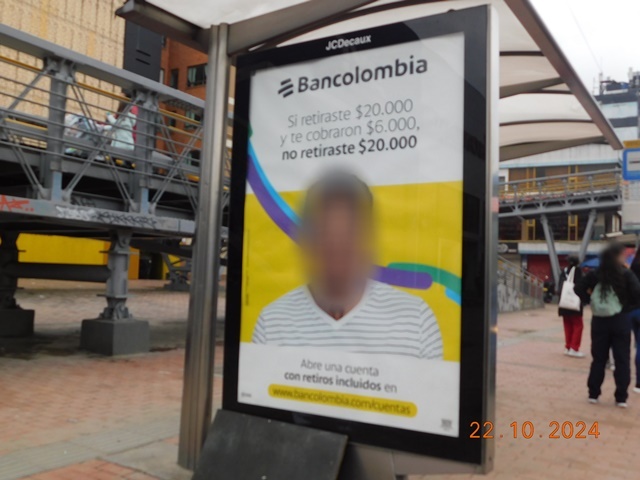 JCDecaux
Bancolombia
Si retiraste $20.000
y te cobraron $6.000,
no retiraste $20.000
Abre una cuenta
con retiros incluidos en
www.bancolombia.com/cuentas
22.10.2024